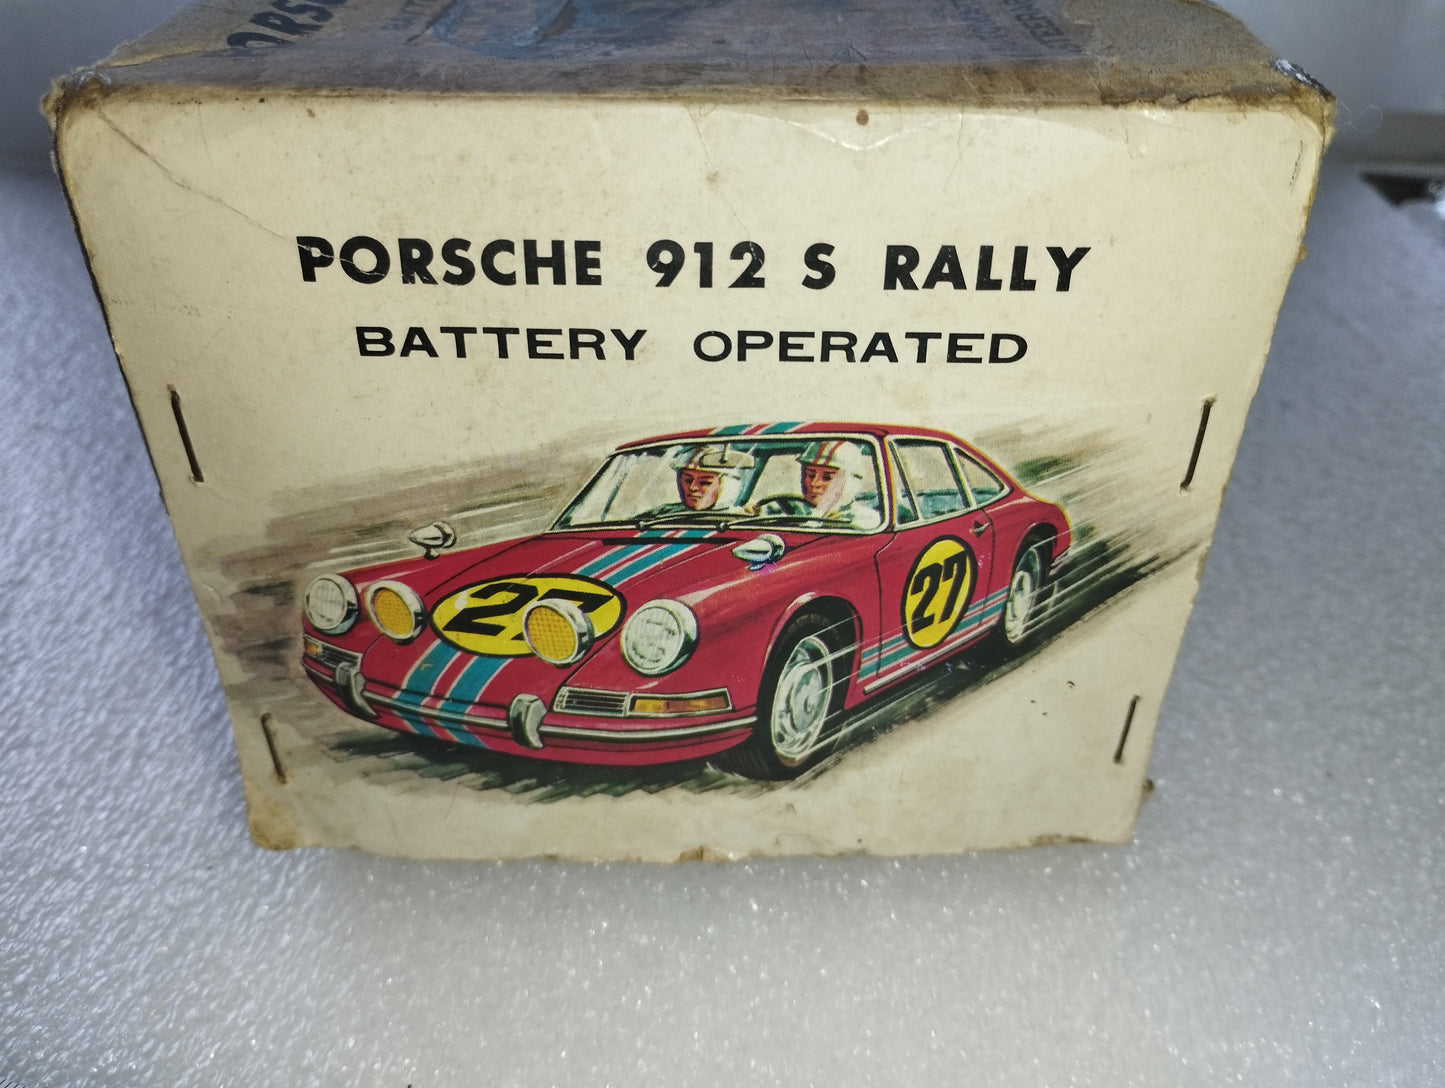 PORSCHE 912 S RALLY
BATTERY OPERATED
27
27